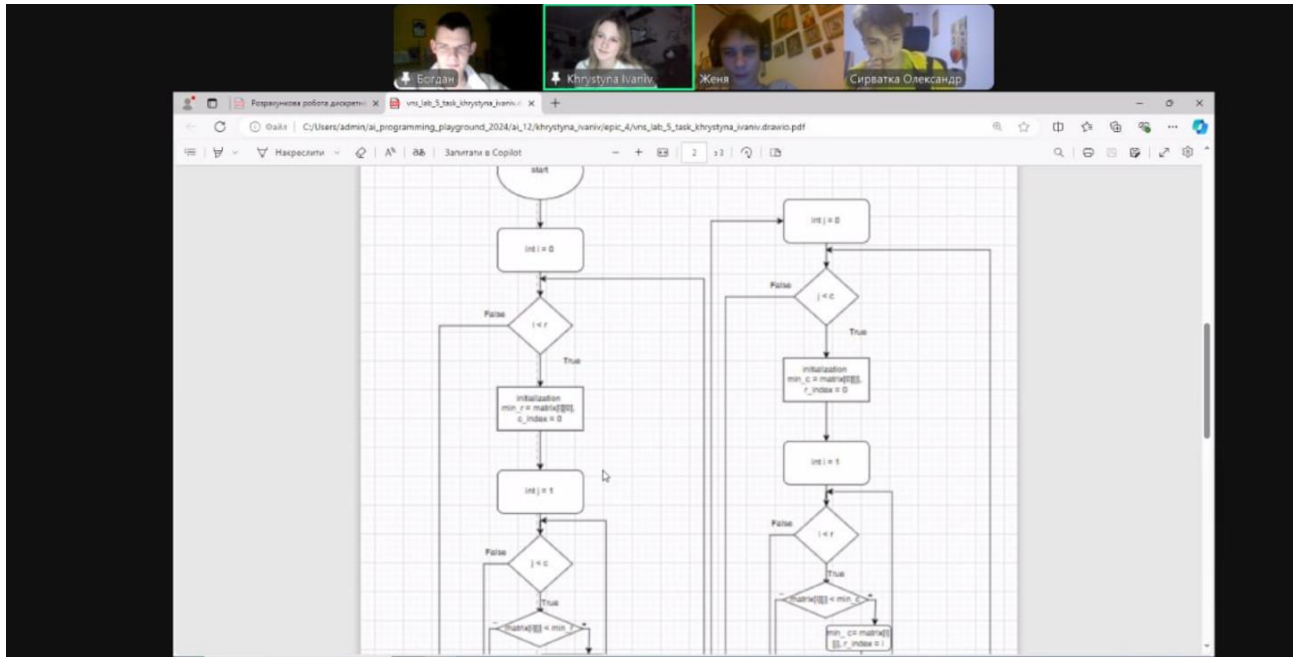 Богдан
Khrystyna Ivaniv
Женя
Сирватка Олександр
Розрахункова робота дискретн
vns_lab_5_task_khrystyna_ivaniv.d
Файл
C:/Users/admin/ai_programming_playground_2024/ai_12/khrystyna_ivaniv/epic_4/vns_lab_5_task_khrystyna_ivaniv.drawio.pdf
Накреслити
Запитати в Copilot
2
з 3
start
int i = 0
False
i < r
True
initialization
min_r = matrix[i][0],
c_index = 0
int j = 1
False
j < c
True
matrix[i][j] < min_r
-
+
int j = 0
False
j < c
True
initialization
min_c = matrix[0][j],
r_index = 0
int i = 1
False
i < r
True
matrix[i][j] < min_c
-
+
min_c= matrix[i]
[j], r_index = i